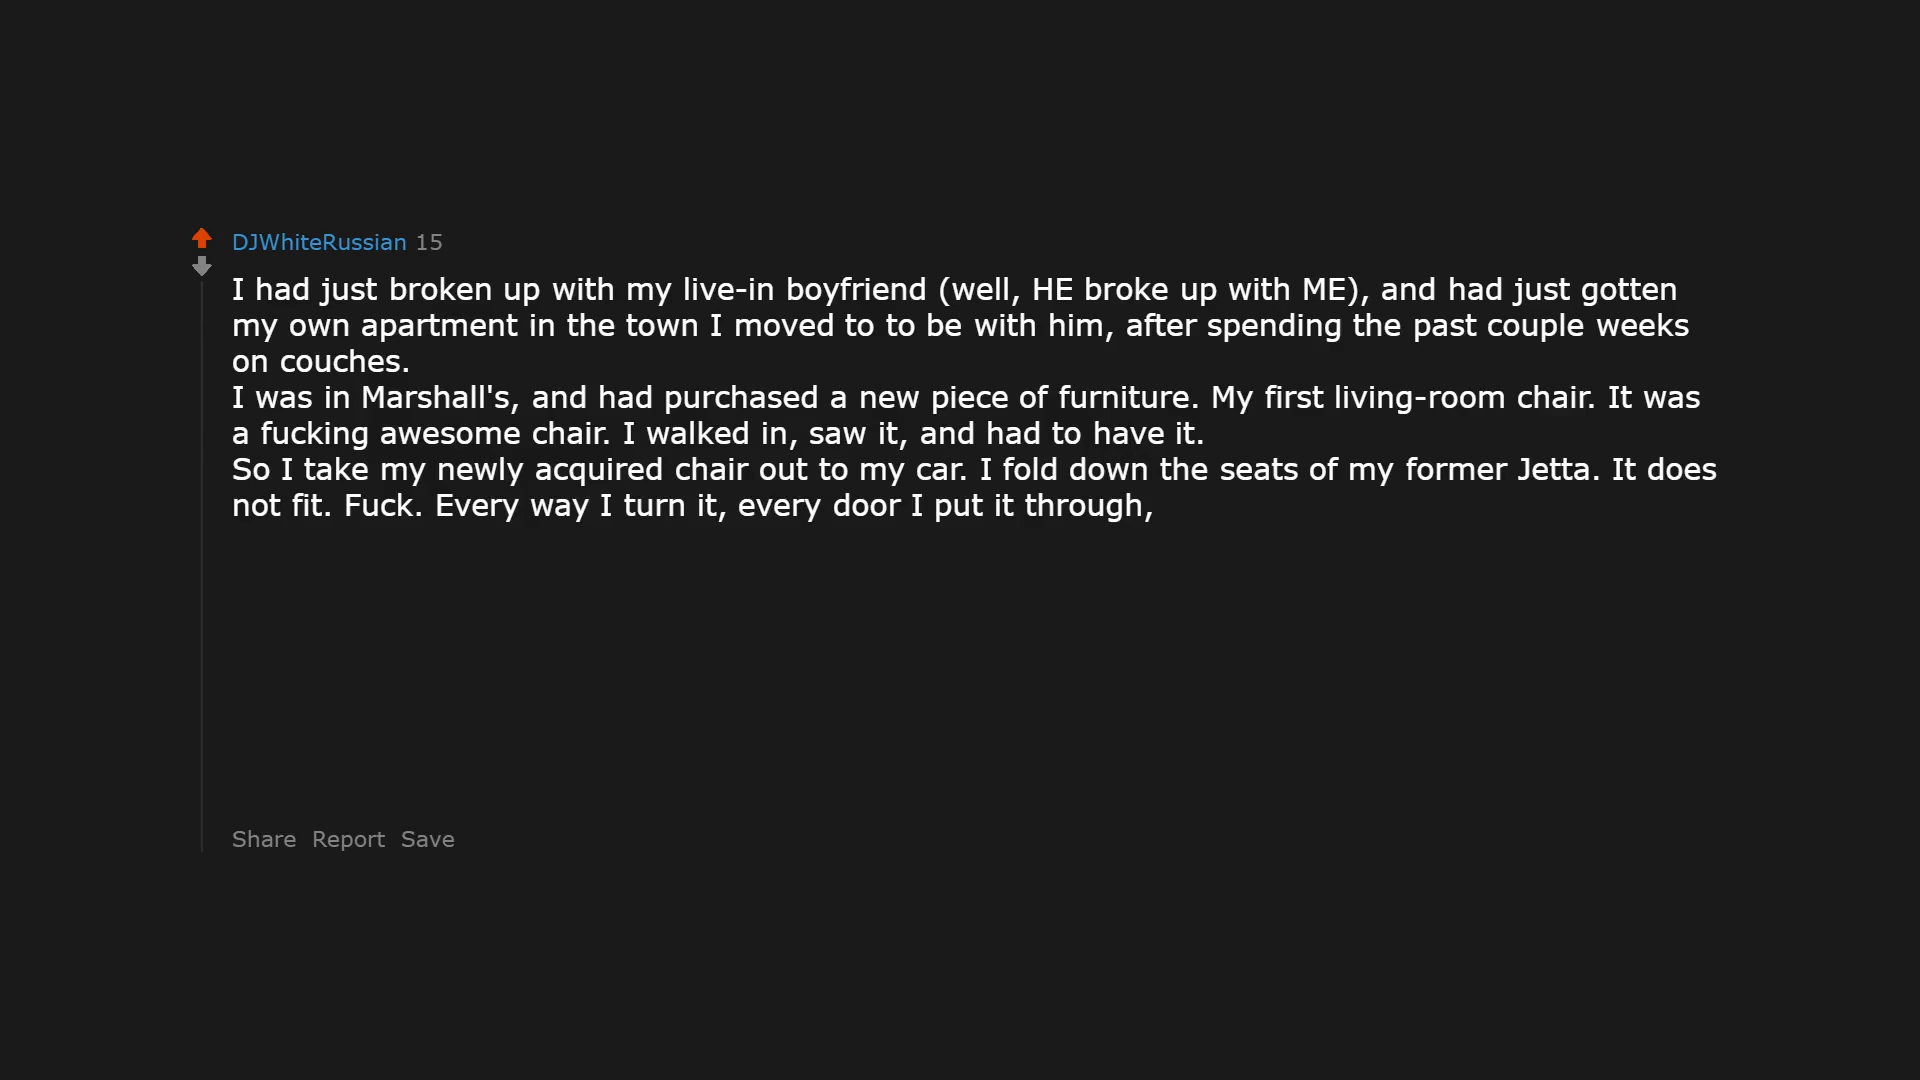 DJWhiteRussian 15
I had just broken up with my live-in boyfriend (well, HE broke up with ME), and had just gotten
my own apartment in the town I moved to to be with him, after spending the past couple weeks
on couches.
I was in Marshall's, and had purchased a new piece of furniture. My first living-room chair. It was
a fucking awesome chair. I walked in, saw it, and had to have it.
So I take my newly acquired chair out to my car. I fold down the seats of my former Jetta. It does
not fit. Fuck. Every way I turn it, every door I put it through,
Share Report Save